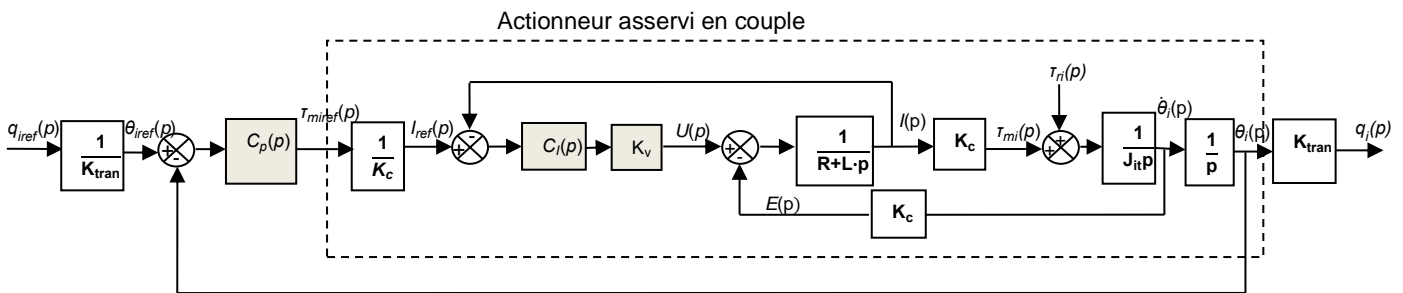 Actionneur asservi en couple
q_iref(p)
1
K_tran
θ_iref(p)
+
-
C_p(p)
τ_miref(p)
1
K_c
I_ref(p)
+
-
C_I(p)
K_v
U(p)
+
-
1
R+L·p
I(p)
K_c
τ_mi(p)
τ_ri(p)
+
+
1
J_it p
θ̇_i(p)
1
p
θ_i(p)
K_tran
q_i(p)
E(p)
K_c